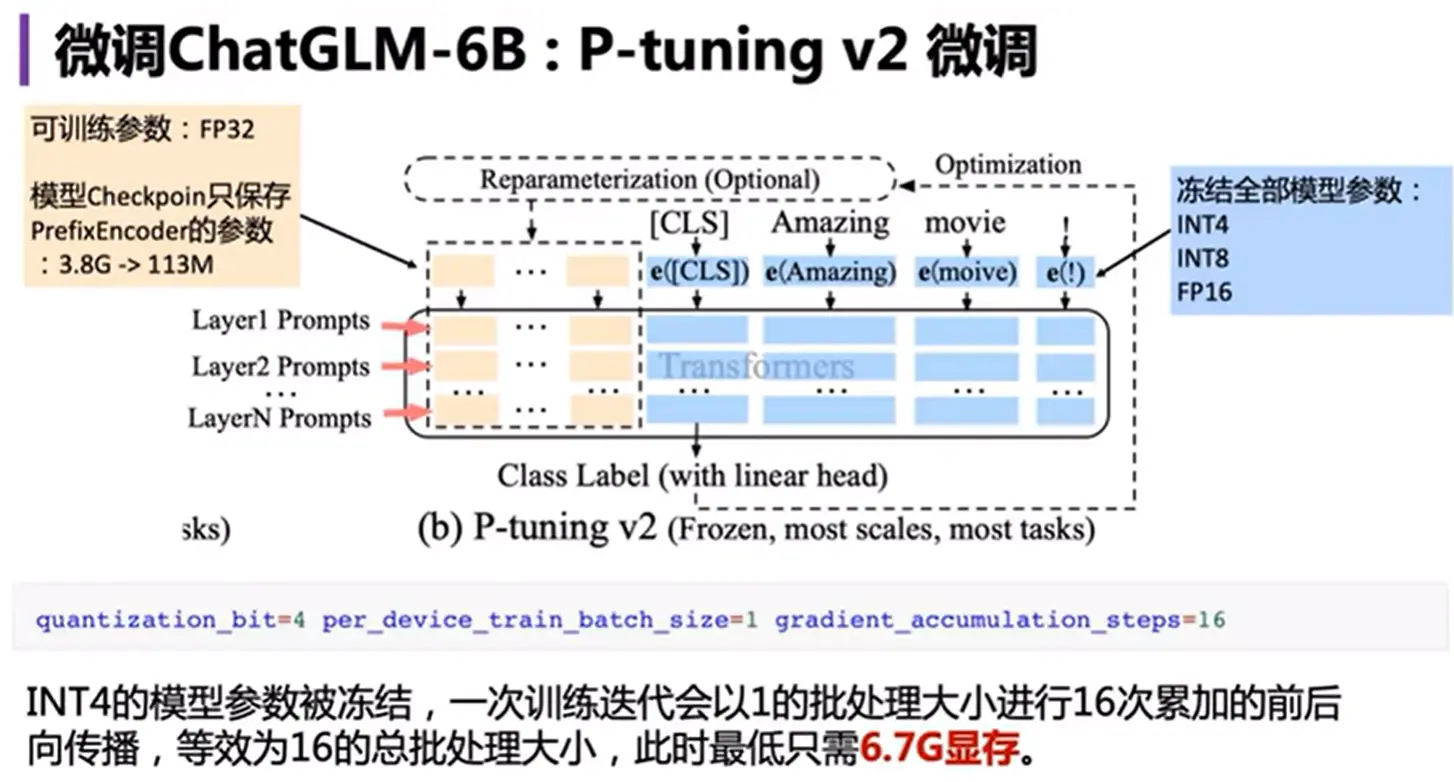 微调ChatGLM-6B：P-tuning v2 微调
可训练参数：FP32
模型Checkpoin只保存
PrefixEncoder的参数
：3.8G -> 113M
Reparameterization (Optional)
Optimization
冻结全部模型参数：
INT4
INT8
FP16
[CLS] Amazing movie !
e([CLS]) e(Amazing) e(moive) e(!)
Layer1 Prompts
Layer2 Prompts
Transformers
...
LayerN Prompts
Class Label (with linear head)
sks)
(b) P-tuning v2 (Frozen, most scales, most tasks)
quantization_bit=4 per_device_train_batch_size=1 gradient_accumulation_steps=16
INT4的模型参数被冻结，一次训练迭代会以1的批处理大小进行16次累加的前后
向传播，等效为16的总批处理大小，此时最低只需6.7G显存。